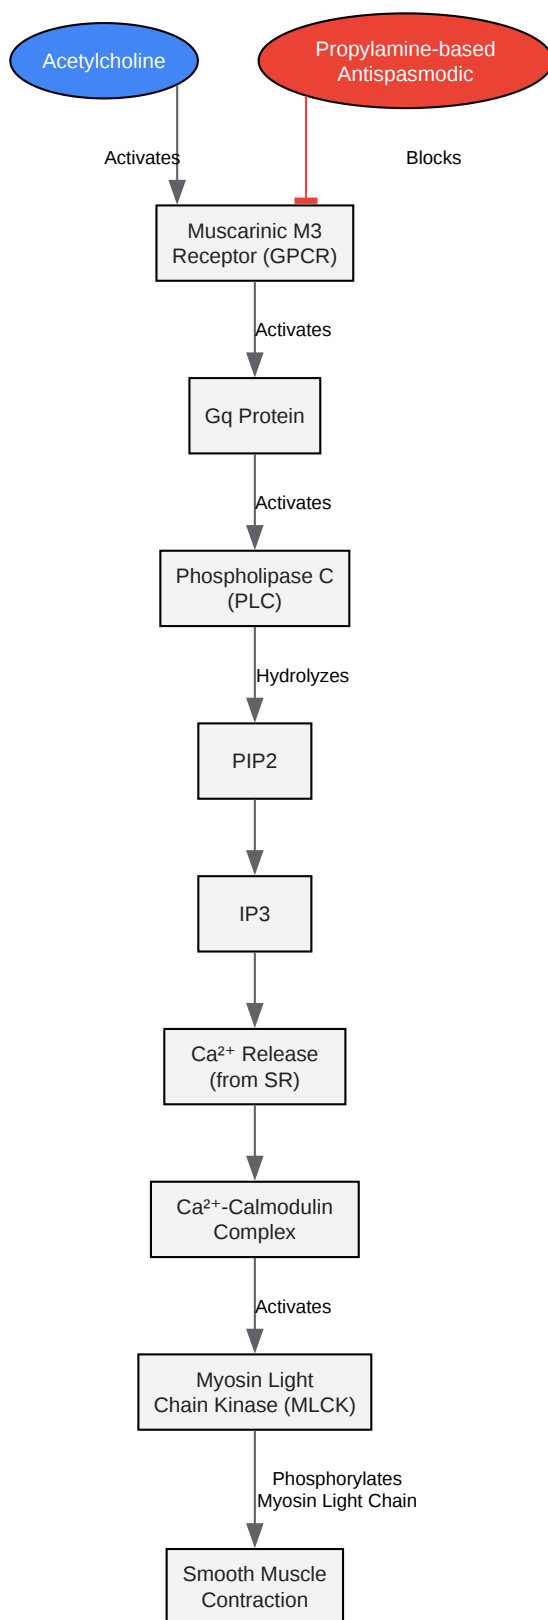 Acetylcholine
Propylamine-based
Antispasmodic
Activates
Blocks
Muscarinic M3
Receptor (GPCR)
Activates
Gq Protein
Activates
Phospholipase C
(PLC)
Hydrolyzes
PIP2
IP3
Ca²⁺ Release
(from SR)
Ca²⁺-Calmodulin
Complex
Activates
Myosin Light
Chain Kinase (MLCK)
Phosphorylates
Myosin Light Chain
Smooth Muscle
Contraction